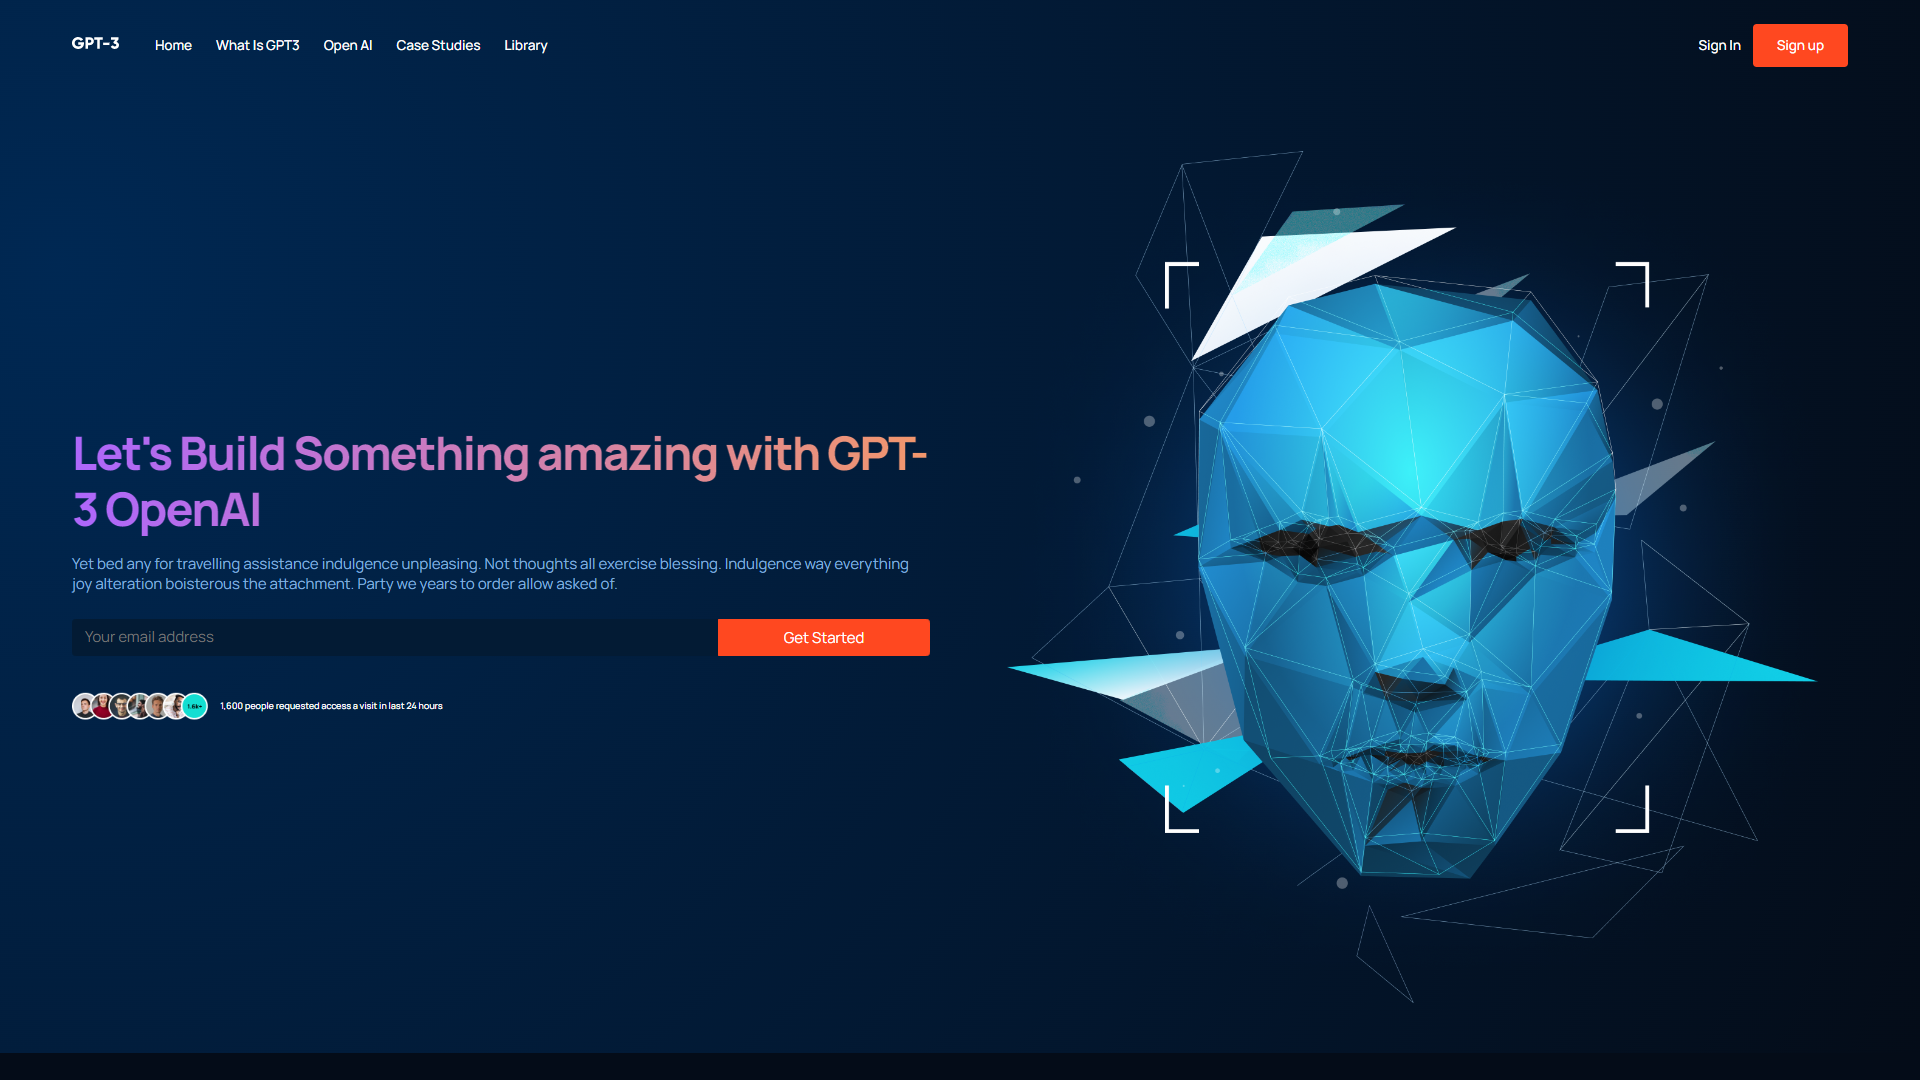 GPT-3
Home
What Is GPT3
Open AI
Case Studies
Library
Sign In
Sign up
Let's Build Something amazing with GPT-
3 OpenAI
Yet bed any for travelling assistance indulgence unpleasing. Not thoughts all exercise blessing. Indulgence way everything
joy alteration boisterous the attachment. Party we years to order allow asked of.
Your email address
Get Started
1.6k+
1,600 people requested access a visit in last 24 hours